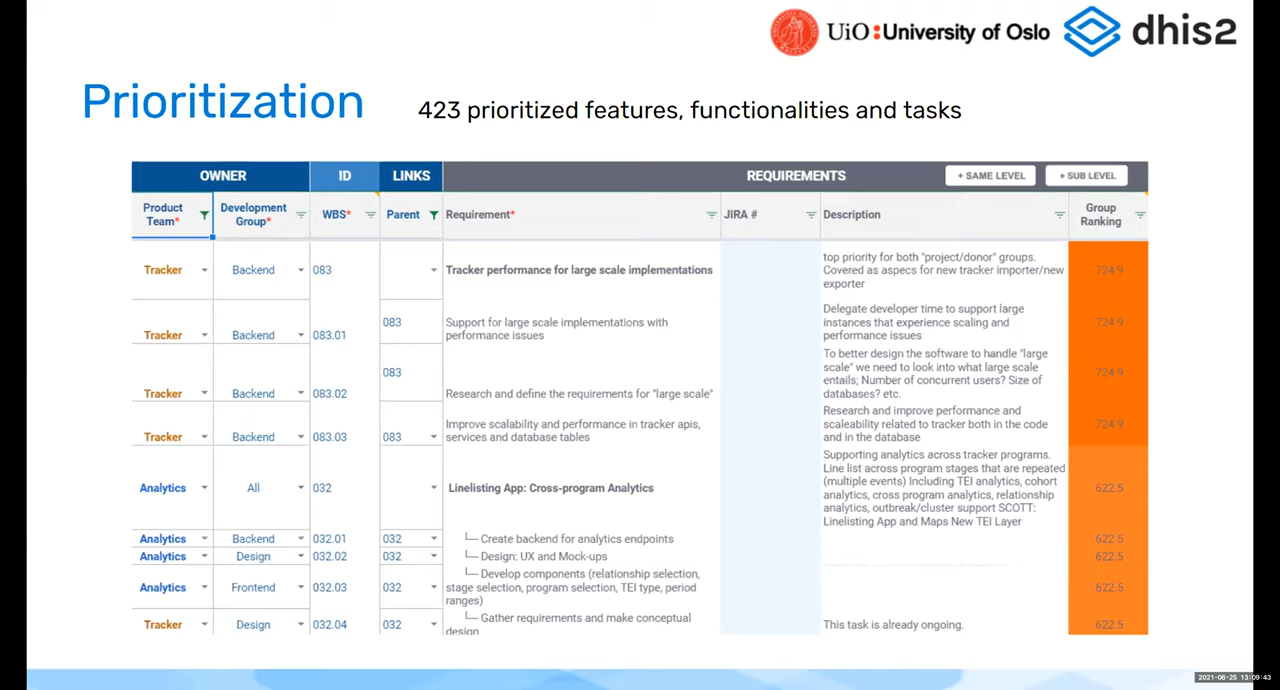 UiO:University of Oslo
dhis2
Prioritization
423 prioritized features, functionalities and tasks
OWNER ID LINKS REQUIREMENTS + SAME LEVEL + SUB LEVEL
Product Team* Development Group* WBS* Parent Requirement* JIRA # Description Group Ranking
Tracker Backend 083 Tracker performance for large scale implementations
top priority for both "project/donor" groups.
Covered as aspecs for new tracker importer/new
exporter
724.9
Tracker Backend 083.01 083
Support for large scale implementations with
performance issues
Delegate developer time to support large
instances that experience scaling and
performance issues
724.9
Tracker Backend 083.02 083
Research and define the requirements for "large scale"
To better design the software to handle "large
scale" we need to look into what large scale
entails; Number of concurrent users? Size of
databases? etc.
724.9
Tracker Backend 083.03 083
Improve scalability and performance in tracker apis,
services and database tables
Research and improve performance and
scaleability related to tracker both in the code
and in the database
724.9
Analytics All 032 Linelisting App: Cross-program Analytics
Supporting analytics across tracker programs.
Line list across program stages that are repeated
(multiple events) Including TEI analytics, cohort
analytics, cross program analytics, relationship
analytics, outbreak/cluster support SCOTT:
Linelisting App and Maps New TEI Layer
622.5
Analytics Backend 032.01 032 Create backend for analytics endpoints 622.5
Analytics Design 032.02 032 Design: UX and Mock-ups 622.5
Analytics Frontend 032.03 032
Develop components (relationship selection,
stage selection, program selection, TEI type, period
ranges)
622.5
Tracker Design 032.04 032
Gather requirements and make conceptual
design
This task is already ongoing.
622.5
2021-06-25 13:09:43